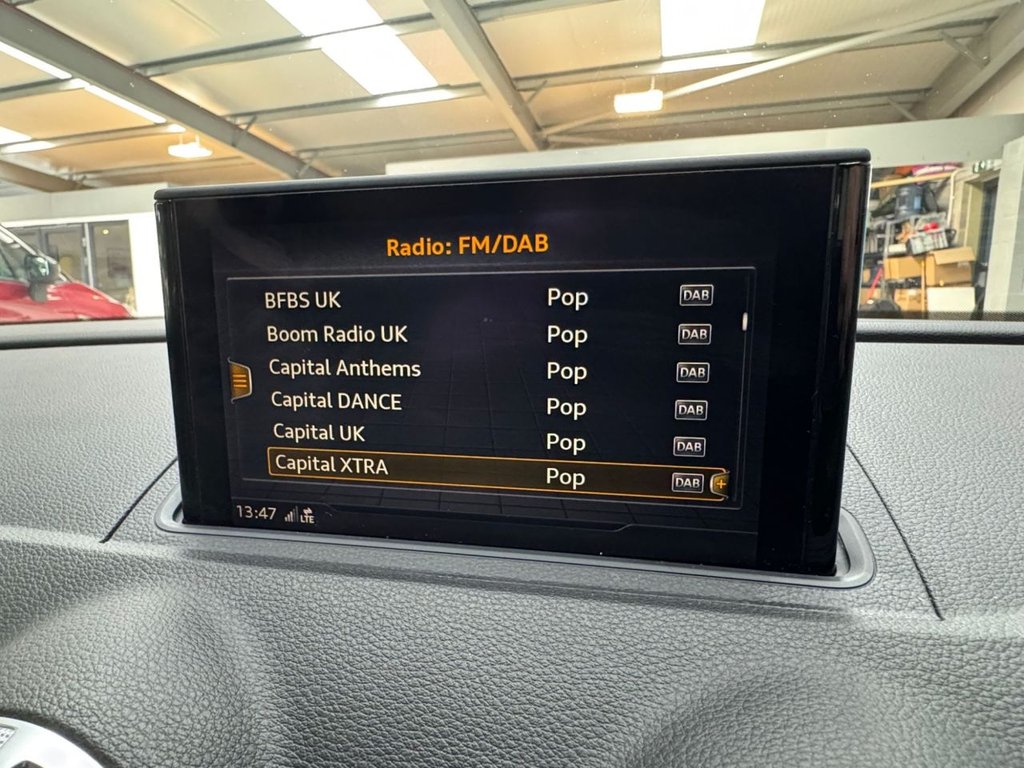 Radio: FM/DAB
BFBS UK Pop DAB
Boom Radio UK Pop DAB
Capital Anthems Pop DAB
Capital DANCE Pop DAB
Capital UK Pop DAB
Capital XTRA Pop DAB +
13:47 LTE